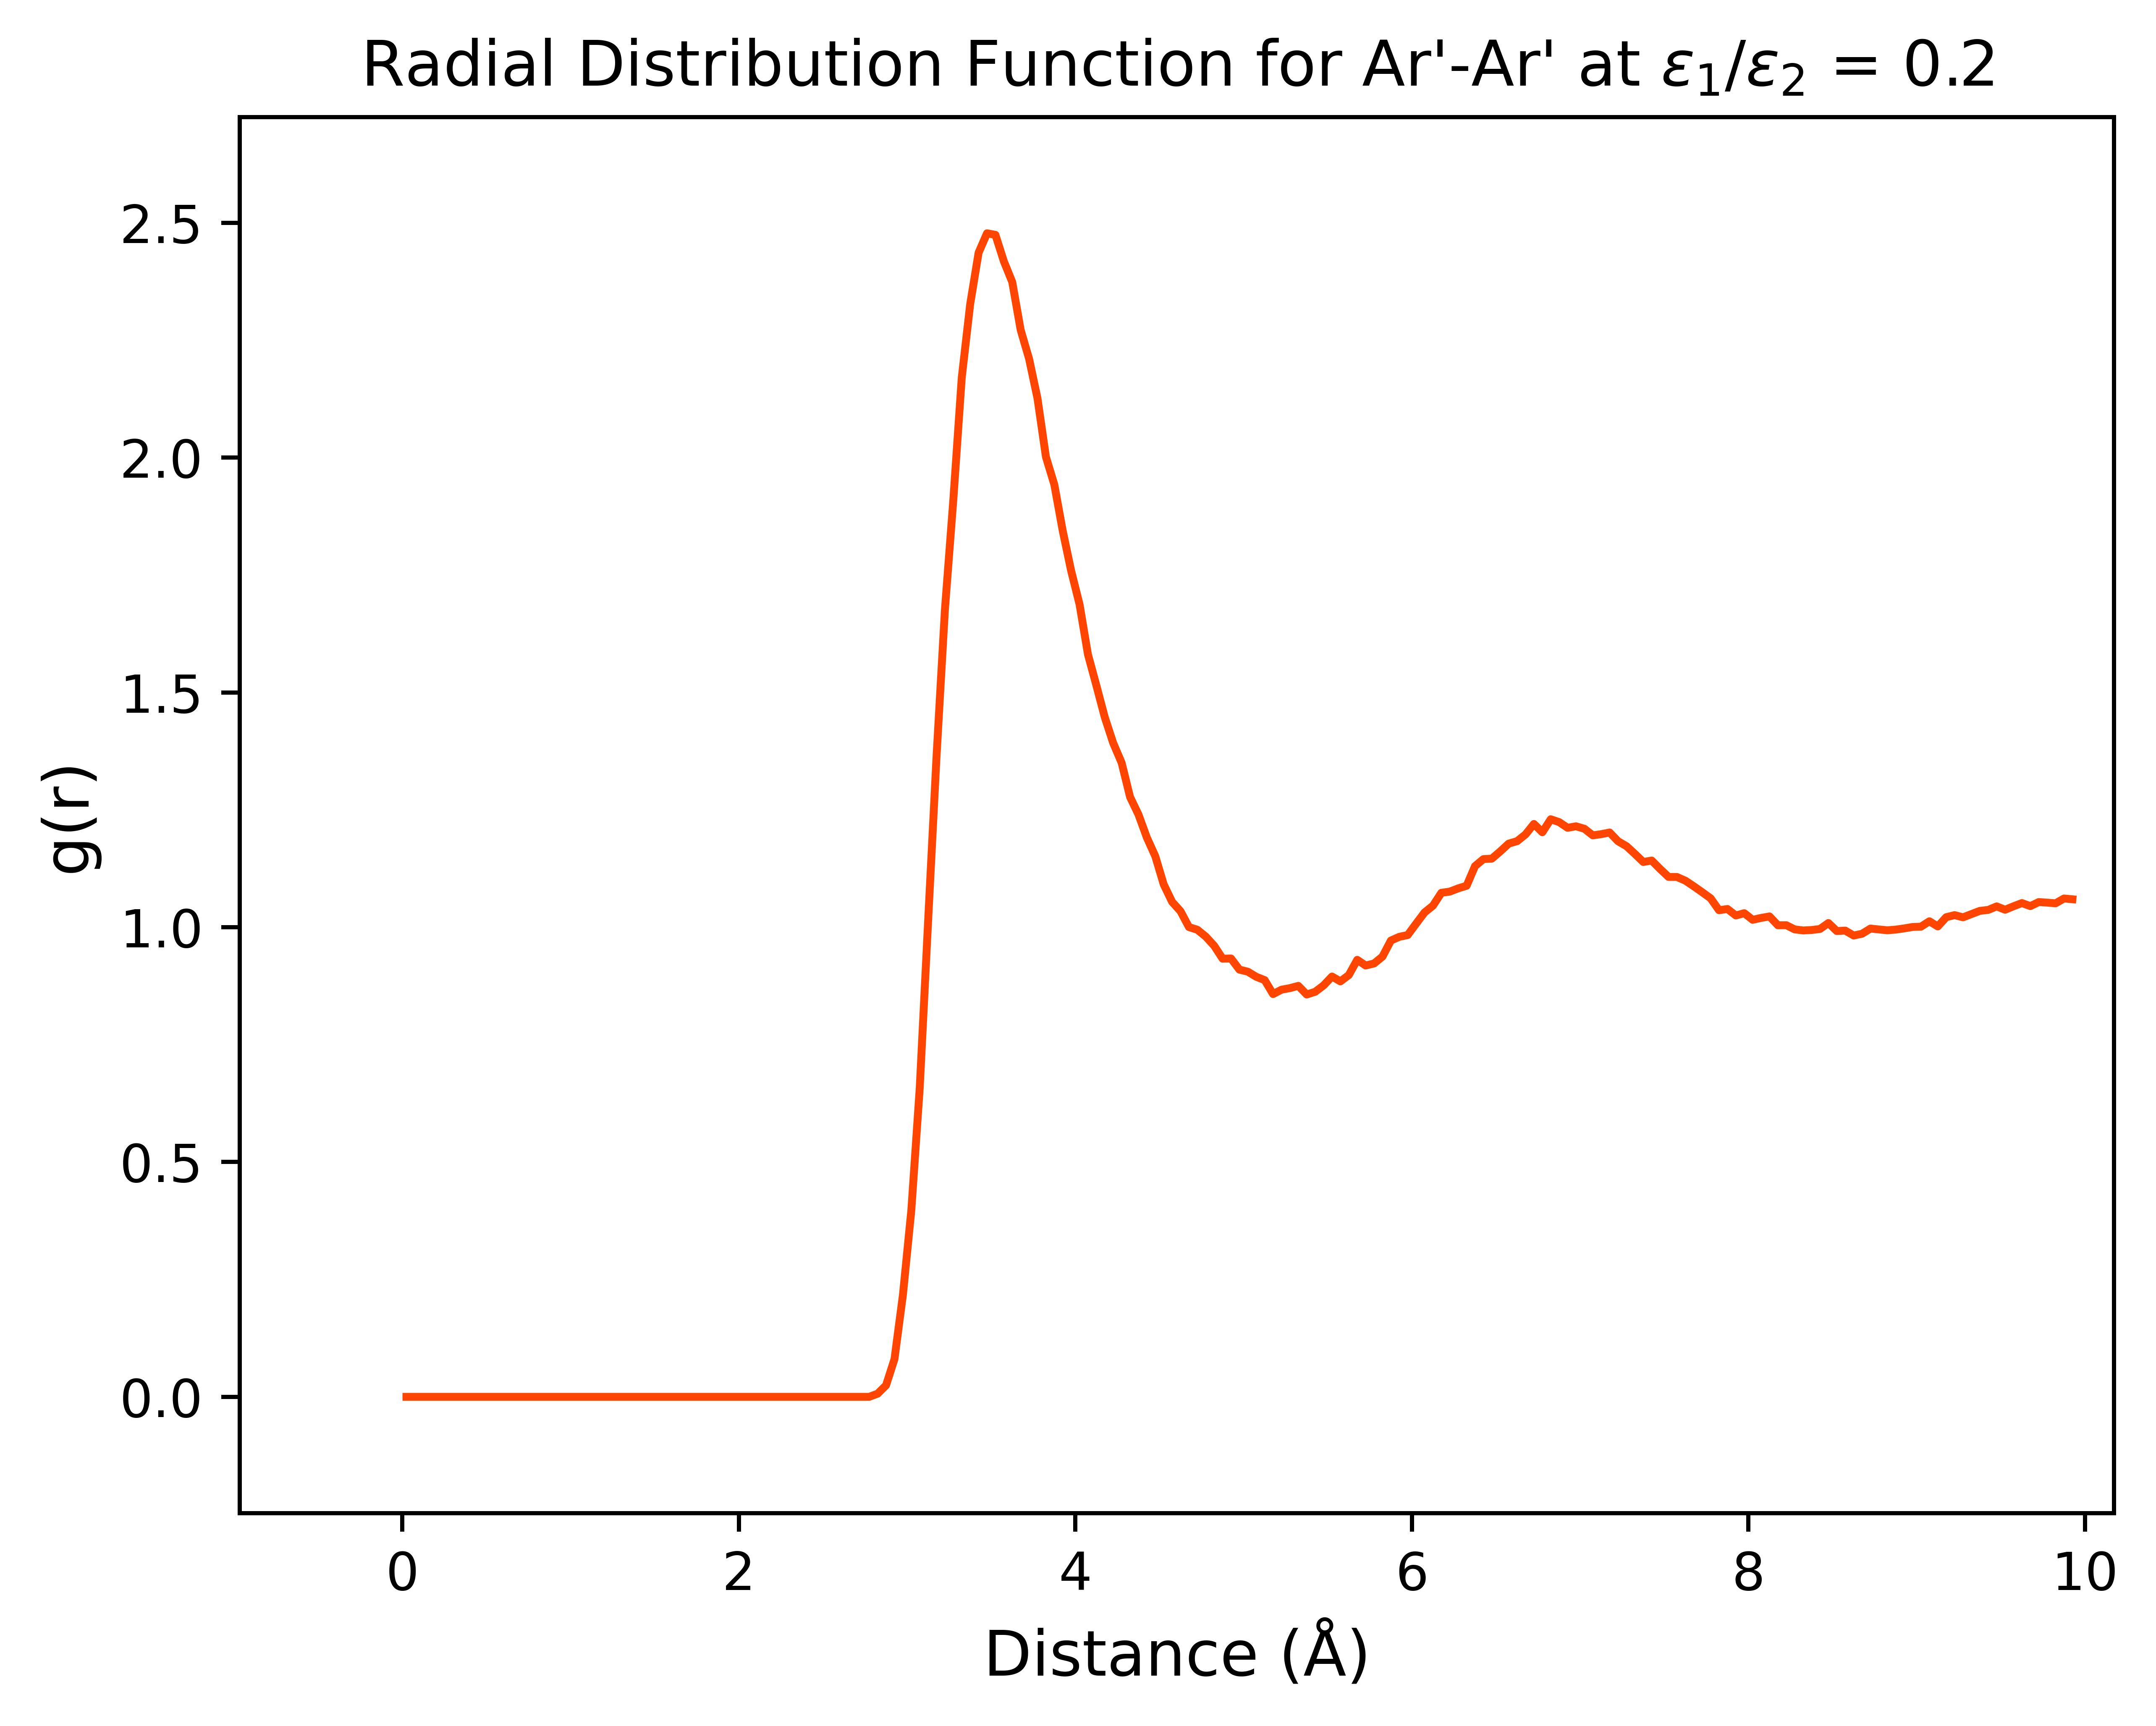 Radial Distribution Function for Ar'-Ar' at ε₁/ε₂ = 0.2
2.5
2.0
1.5
1.0
0.5
0.0
g(r)
0 2 4 6 8 10
Distance (Å)